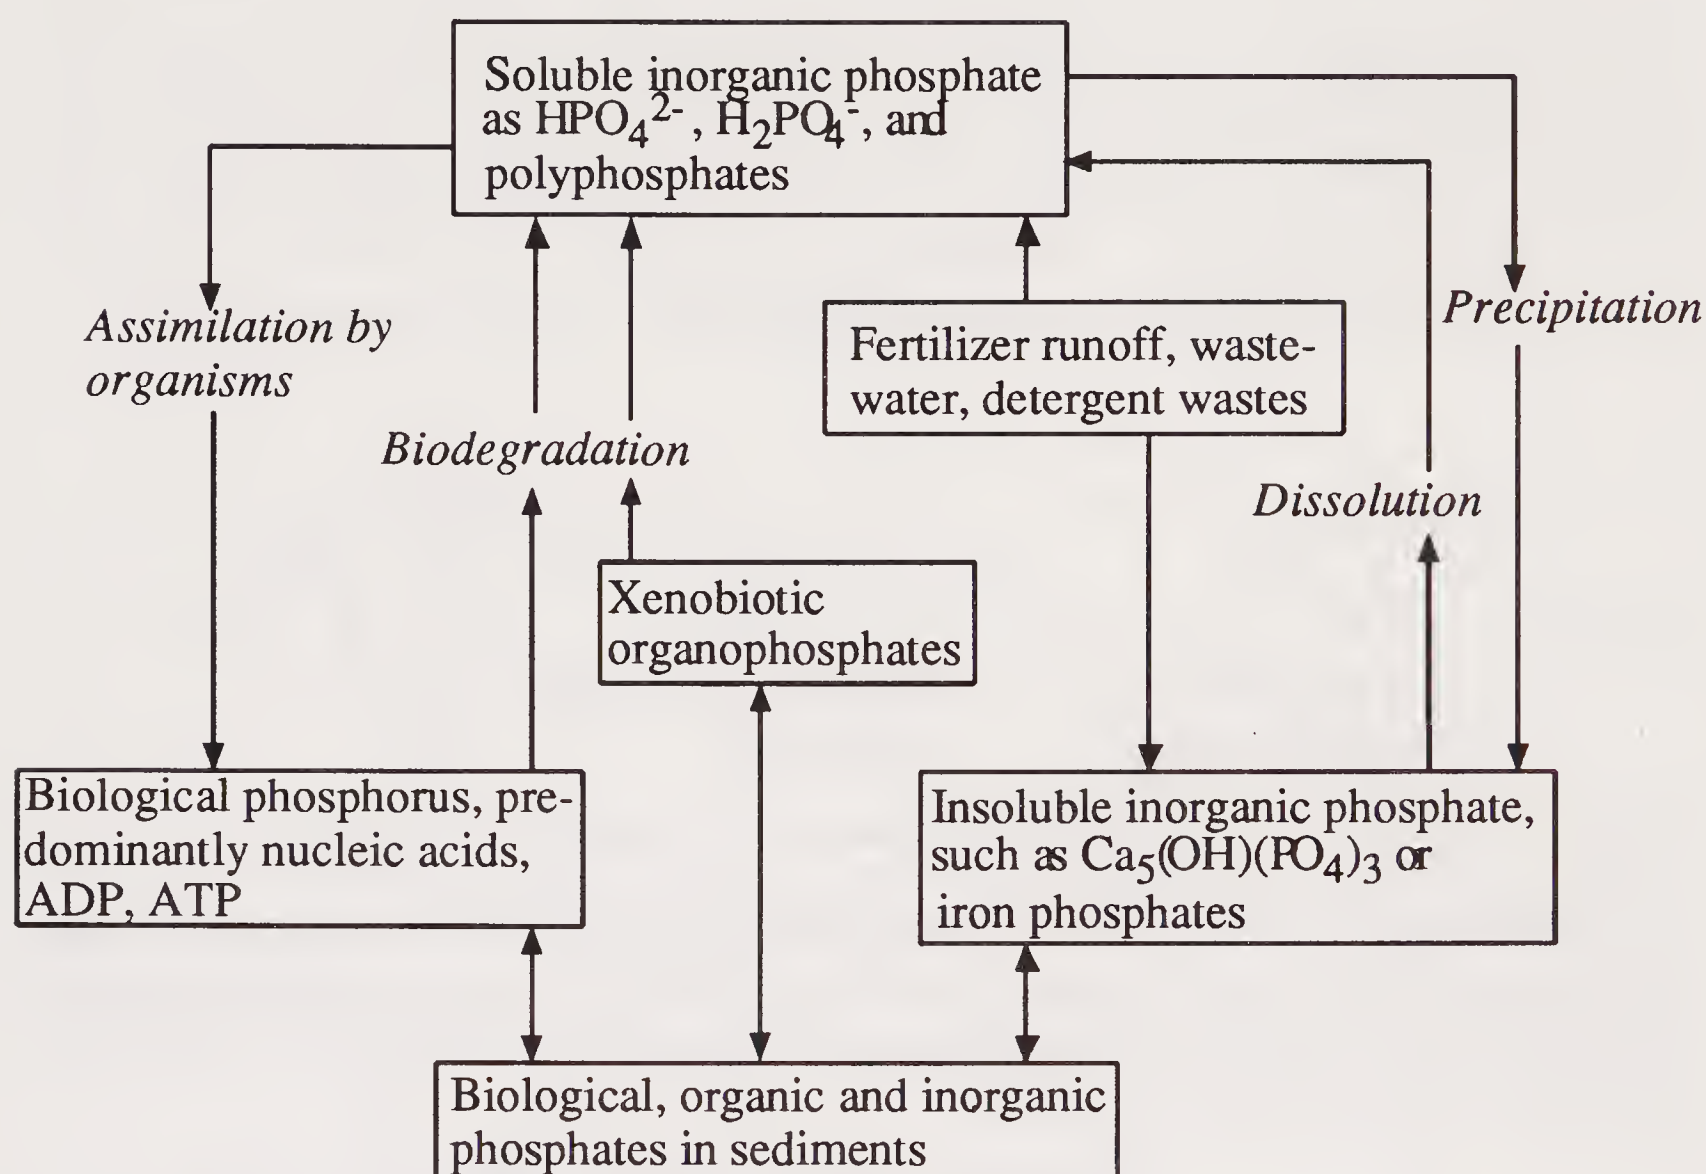 Soluble inorganic phosphate
as HPO₄²⁻, H₂PO₄⁻, and
polyphosphates
Assimilation by
organisms
Biodegradation
Fertilizer runoff, waste-
water, detergent wastes
Precipitation
Dissolution
Xenobiotic
organophosphates
Biological phosphorus, pre-
dominantly nucleic acids,
ADP, ATP
Insoluble inorganic phosphate,
such as Ca₅(OH)(PO₄)₃ or
iron phosphates
Biological, organic and inorganic
phosphates in sediments